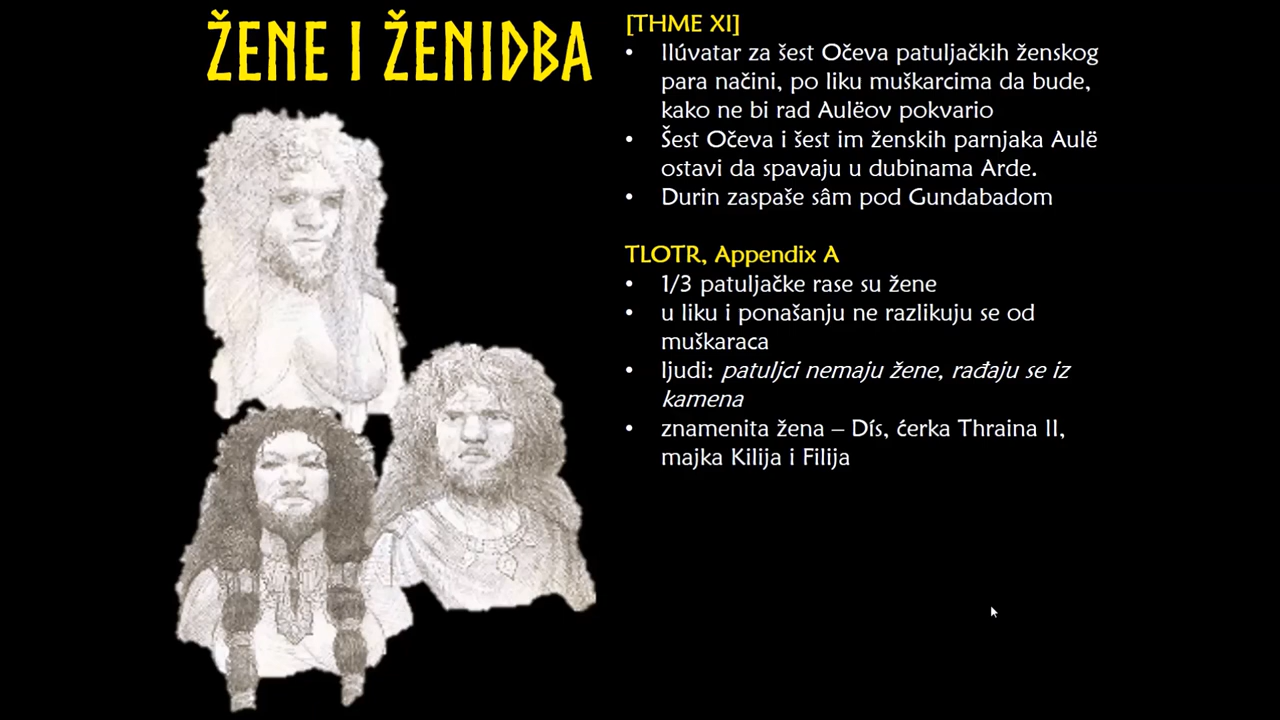 ŽENE I ŽENIDBA
[THME XI]
• Ilúvatar za šest Očeva patuljačkih ženskog
para načini, po liku muškarcima da bude,
kako ne bi rad Aulëov pokvario
• Šest Očeva i šest im ženskih parnjaka Aulë
ostavi da spavaju u dubinama Arde.
• Durin zaspaše sâm pod Gundabadom
TLOTR, Appendix A
• 1/3 patuljačke rase su žene
• u liku i ponašanju ne razlikuju se od
muškaraca
• ljudi: patuljci nemaju žene, rađaju se iz
kamena
• znamenita žena – Dís, ćerka Thraina II,
majka Kilija i Filija